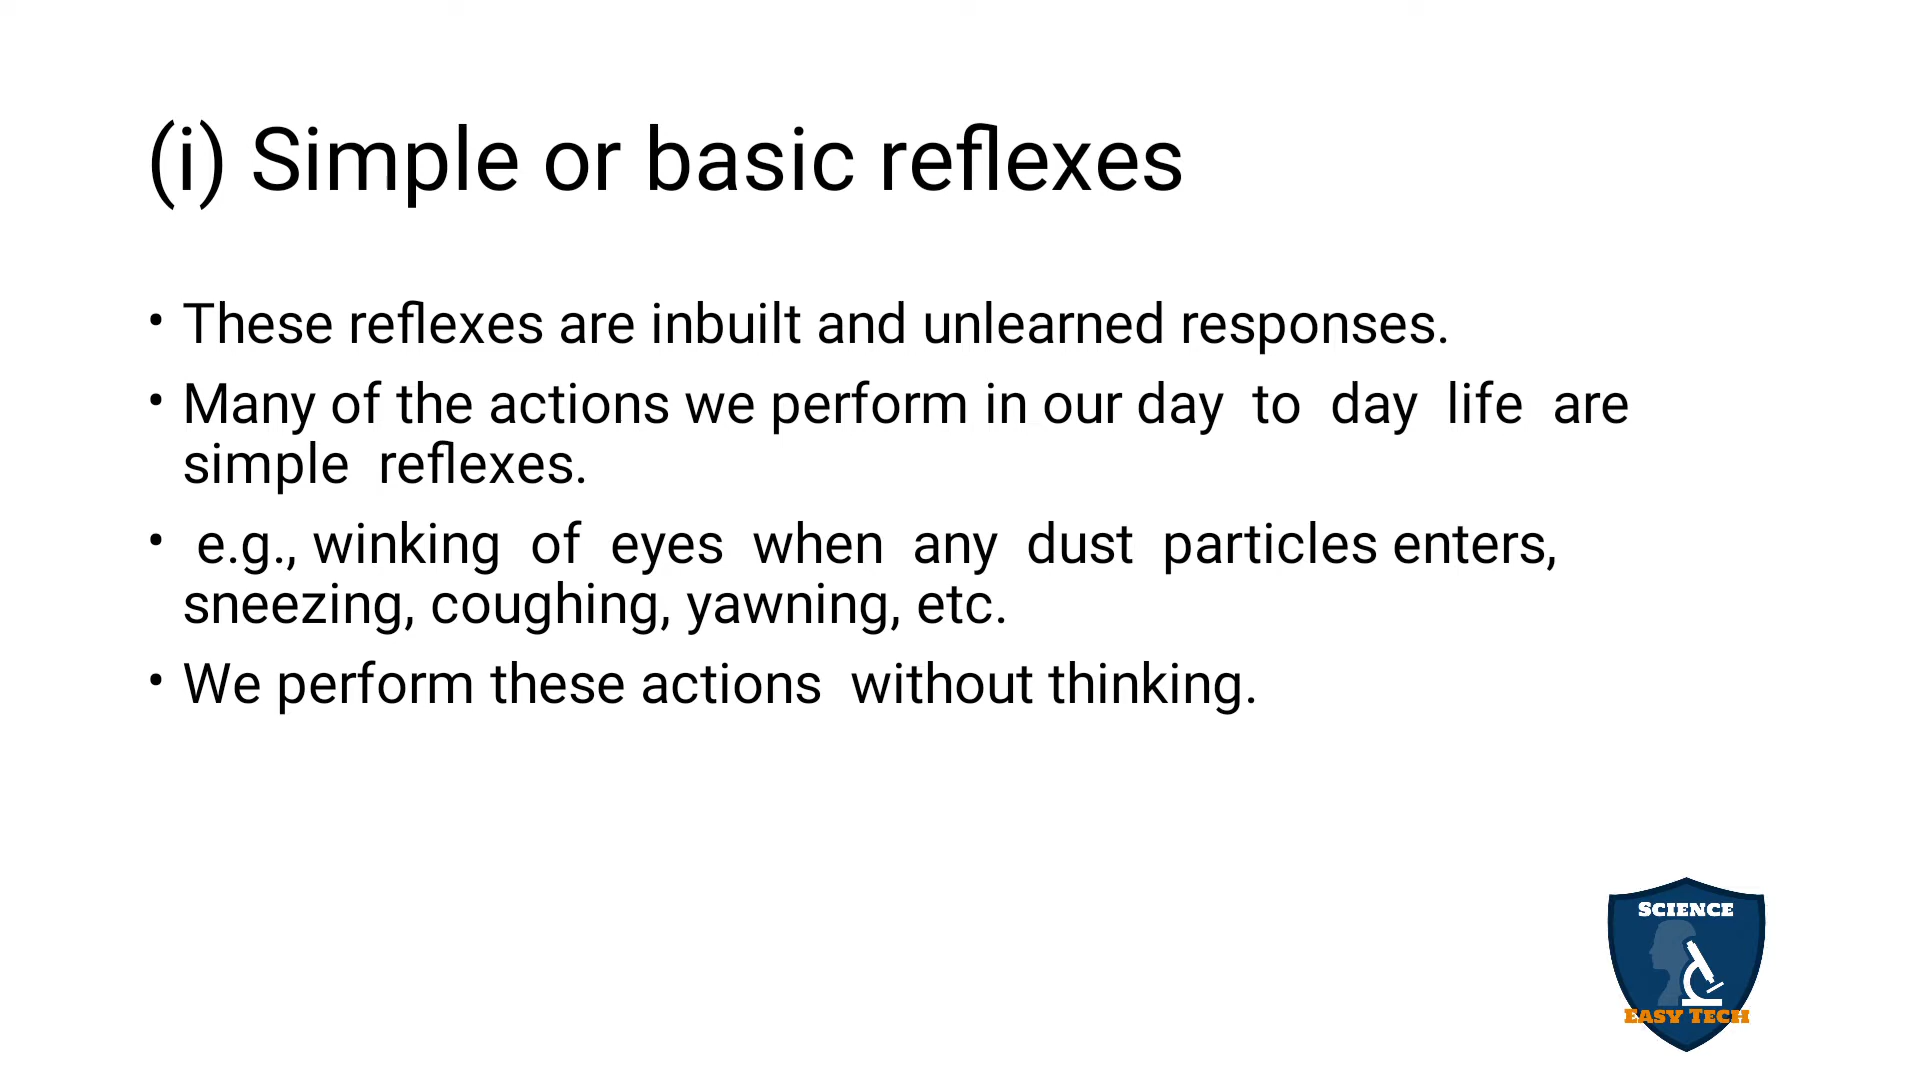 (i) Simple or basic reflexes
• These reflexes are inbuilt and unlearned responses.
• Many of the actions we perform in our day  to  day  life  are
simple  reflexes.
•  e.g., winking  of  eyes  when  any  dust  particles enters,
sneezing, coughing, yawning, etc.
• We perform these actions  without thinking.
SCIENCE
EASY TECH